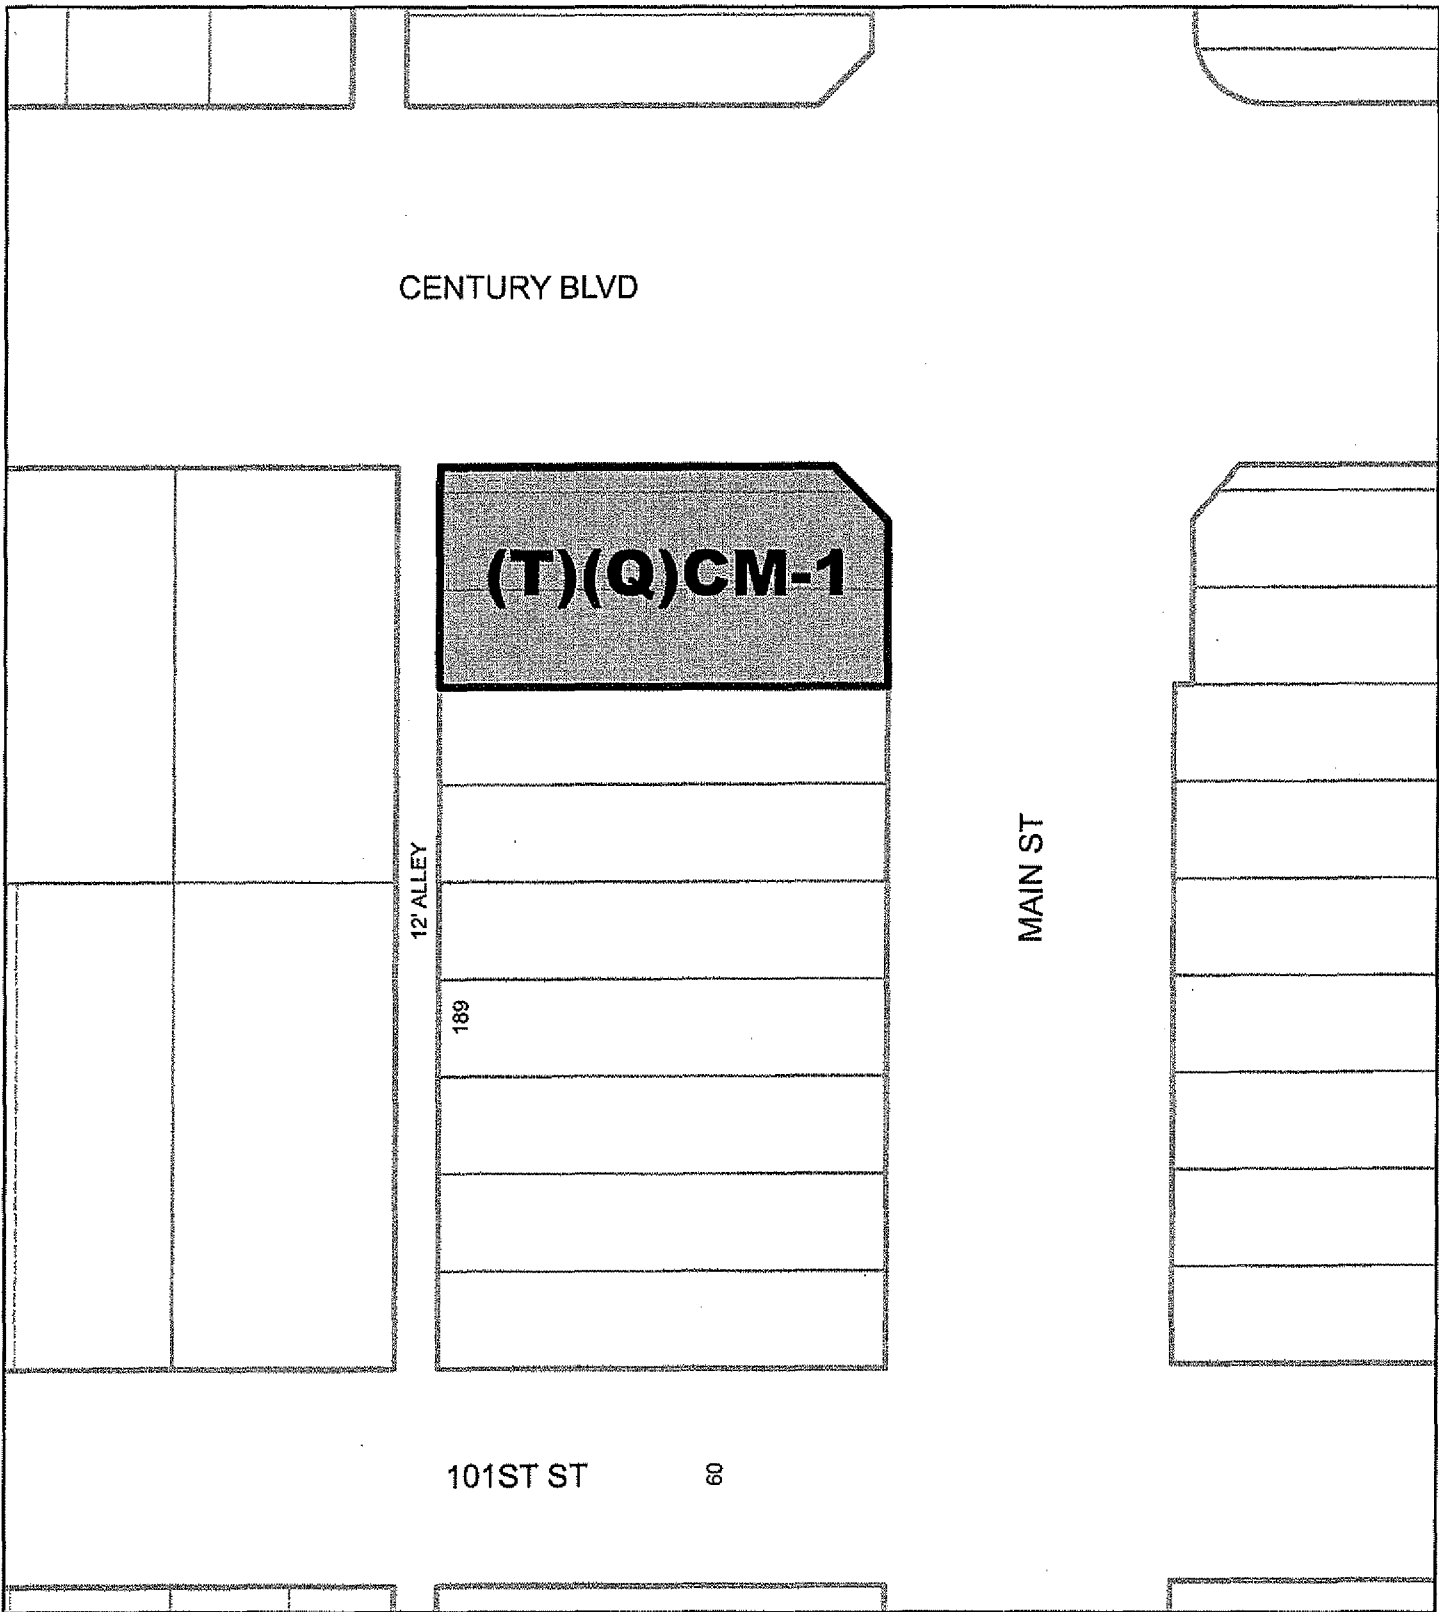 CENTURY BLVD
(T)(Q)CM-1
MAIN ST
12' ALLEY
189
101ST ST
60